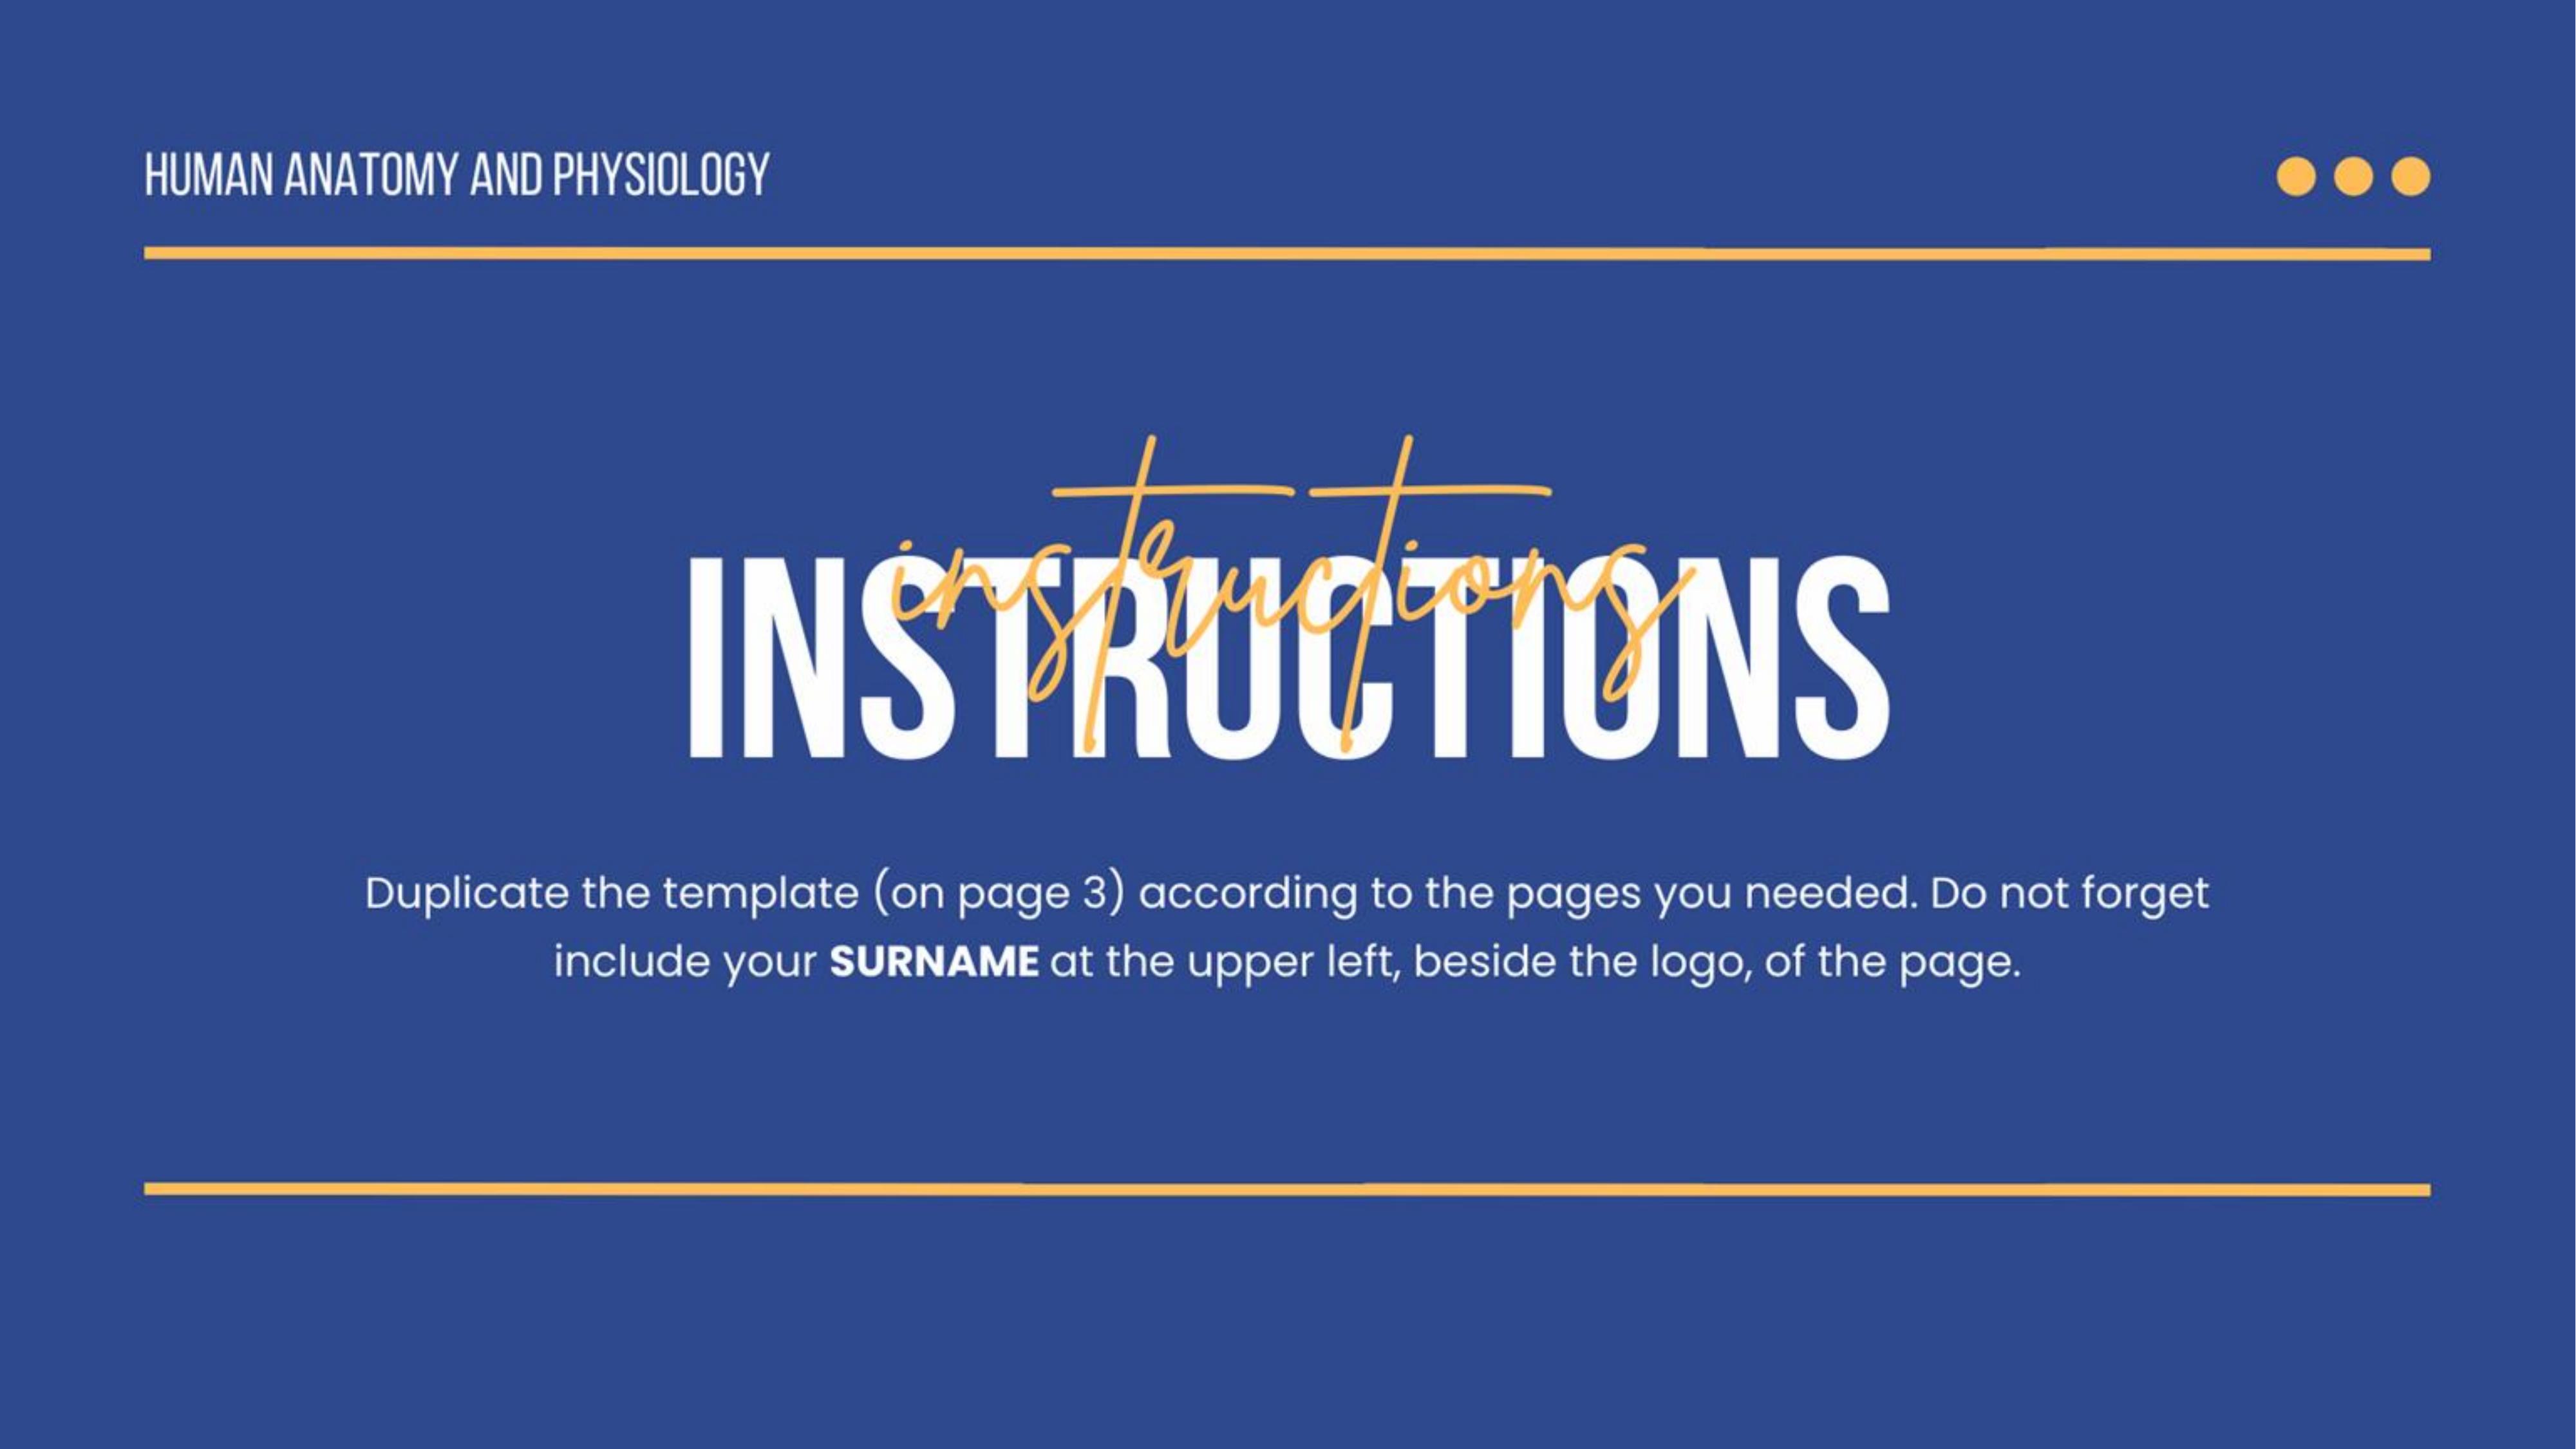 HUMAN ANATOMY AND PHYSIOLOGY
instructions
INSTRUCTIONS
Duplicate the template (on page 3) according to the pages you needed. Do not forget
include your SURNAME at the upper left, beside the logo, of the page.